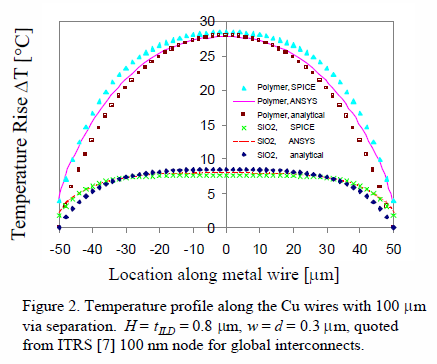 30
25
20
15
10
5
0
-50 -40 -30 -20 -10 0 10 20 30 40 50
Temperature Rise ΔT [°C]
Polymer, SPICE
Polymer, ANSYS
Polymer, analytical
SIO2, SPICE
SIO2, ANSYS
SIO2, analytical
Location along metal wire [μm]
Figure 2. Temperature profile along the Cu wires with 100 μm
via separation. H = tILD = 0.8 μm, w = d = 0.3 μm, quoted
from ITRS [7] 100 nm node for global interconnects.